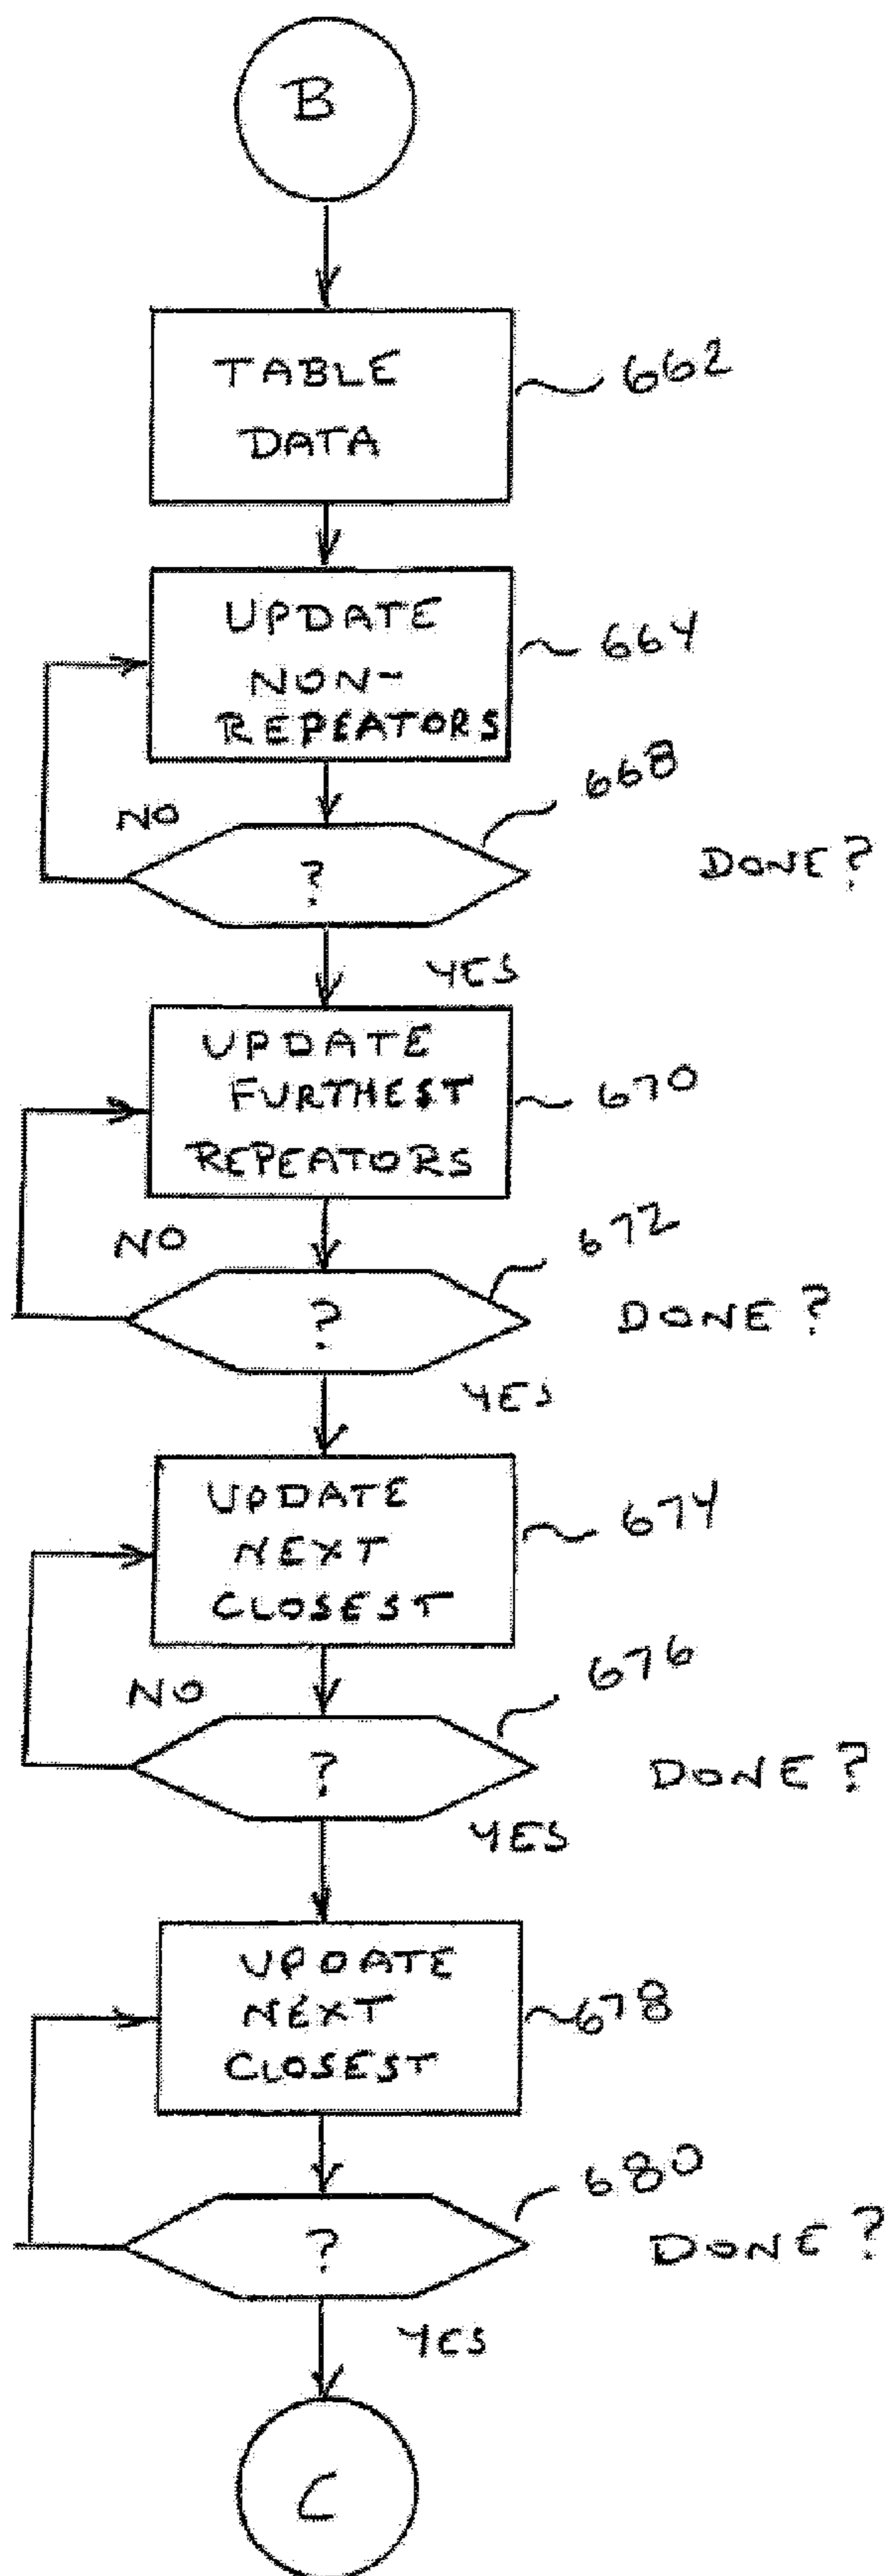 B
TABLE
DATA
662
UPDATE
NON-
REPEATORS
664
668
NO
?
DONE?
YES
UPDATE
FURTHEST
REPEATORS
670
672
NO
?
DONE?
YES
UPDATE
NEXT
CLOSEST
674
676
NO
?
DONE?
YES
UPDATE
NEXT
CLOSEST
678
680
?
DONE?
YES
C